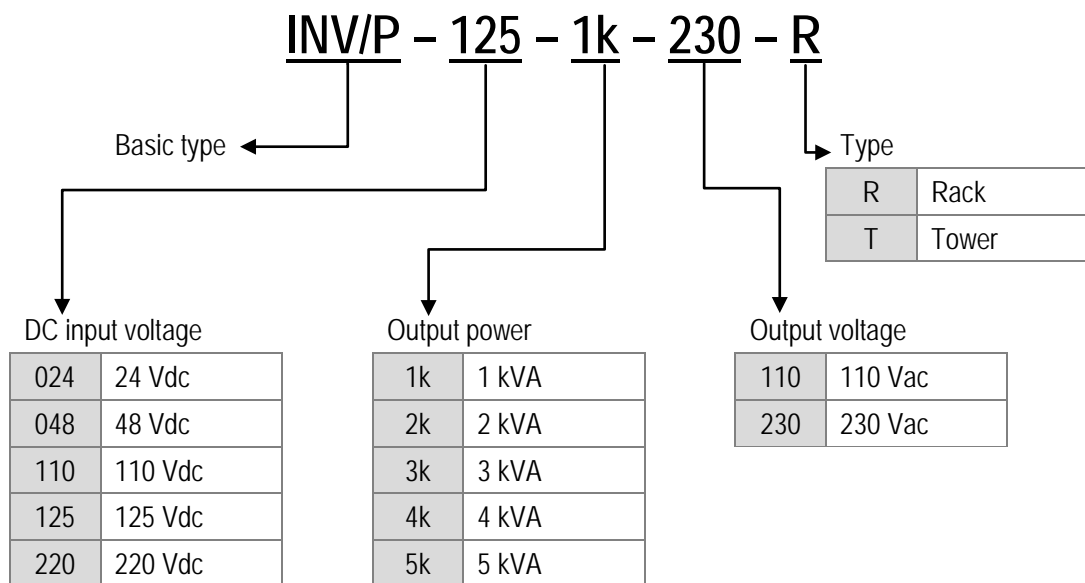 INV/P – 125 – 1k – 230 – R
Basic type
Type
R Rack
T Tower
DC input voltage
024 24 Vdc
048 48 Vdc
110 110 Vdc
125 125 Vdc
220 220 Vdc
Output power
1k 1 kVA
2k 2 kVA
3k 3 kVA
4k 4 kVA
5k 5 kVA
Output voltage
110 110 Vac
230 230 Vac